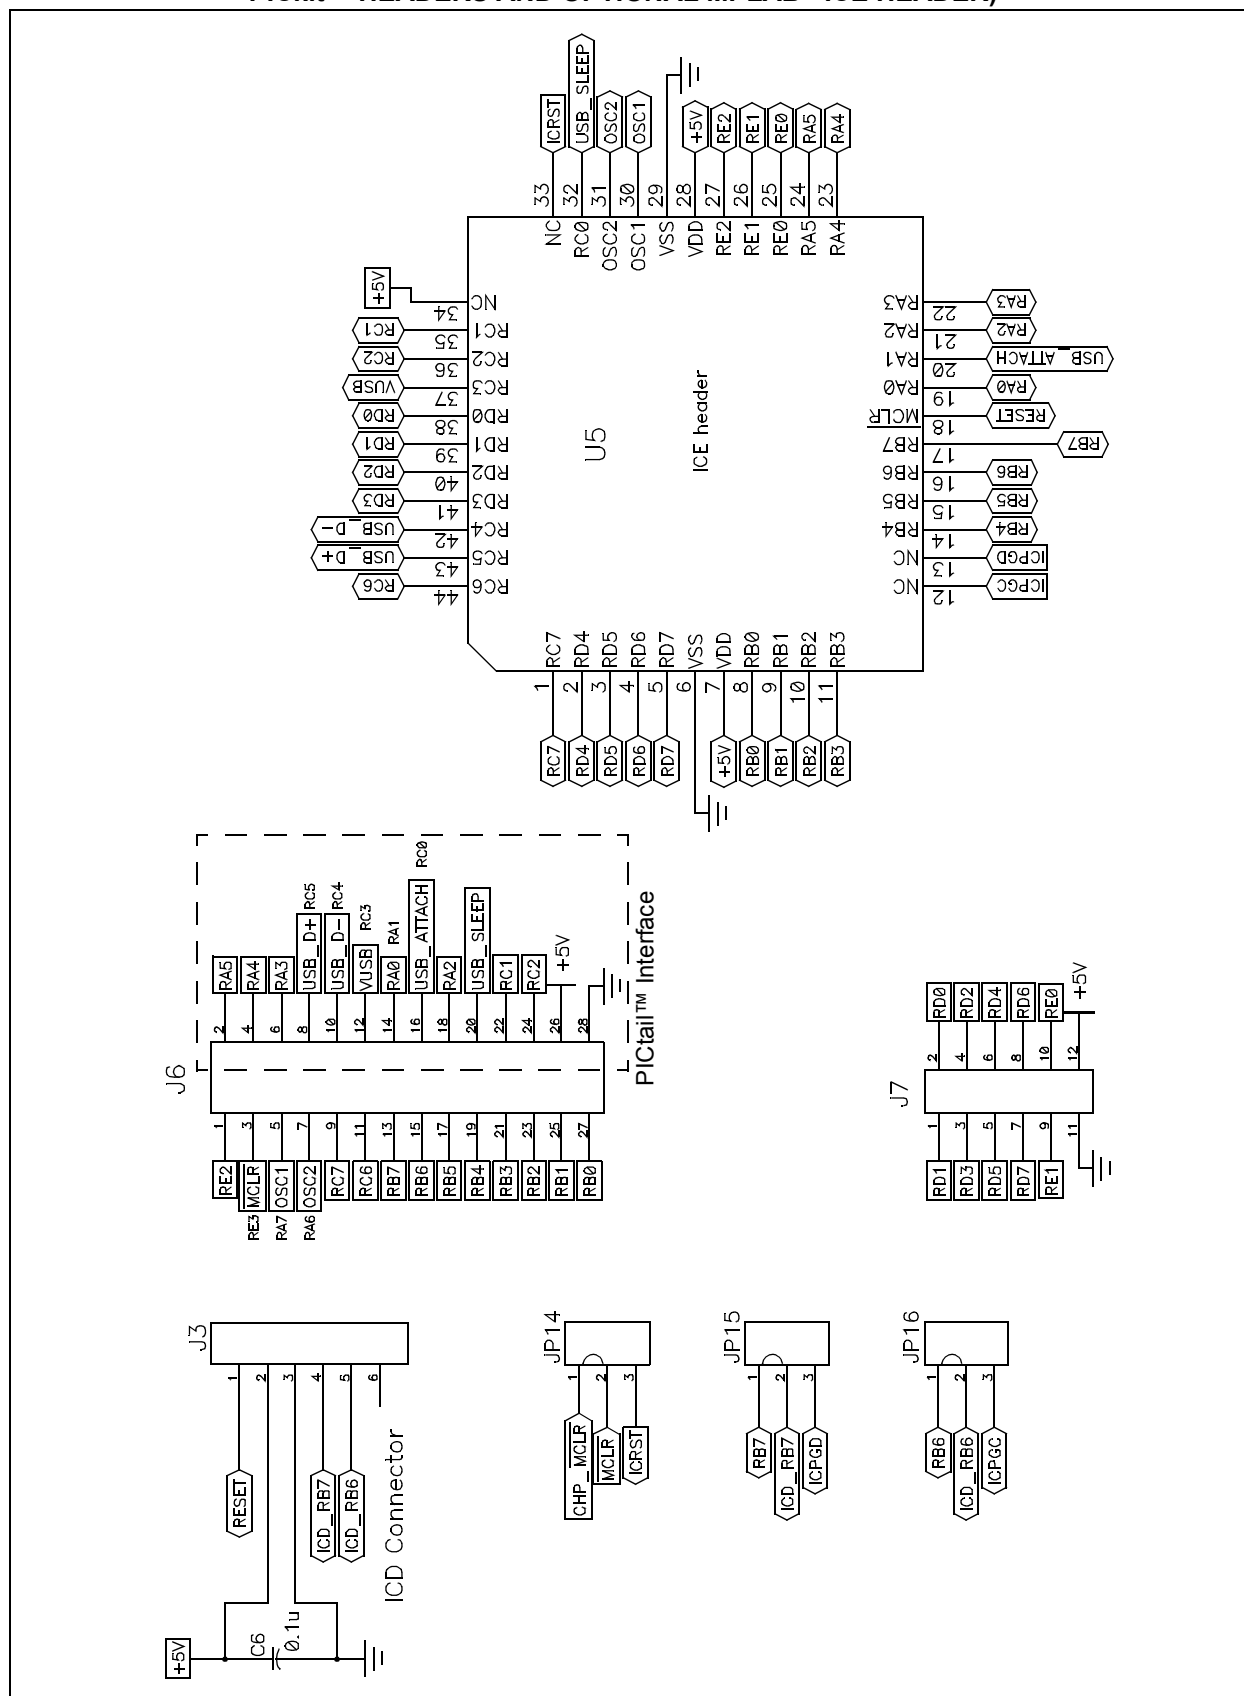 U5
ICE header
33 NC ICRST
32 RC0 USB_SLEEP
31 OSC2 OSC2
30 OSC1 OSC1
29 VSS
28 VDD +5V
27 RE2 RE2
26 RE1 RE1
25 RE0 RE0
24 RA5 RA5
23 RA4 RA4
+5V 34 NC
RC1 35 RC1
RC2 36 RC2
VUSB 37 RC3
RD0 38 RD0
RD1 39 RD1
RD2 40 RD2
RD3 41 RD3
USB_D- 42 RC4
USB_D+ 43 RC5
RC6 44 RC6
RA3 22 RA3
RA2 21 RA2
RA1 20 USB_ATTACH
RA0 19 RA0
MCLR 18 RESET
RB7 17 RB7
RB6 16 RB6
RB5 15 RB5
RB4 14 RB4
NC 13 ICPGD
NC 12 ICPGC
RC7 1 RC7
RD4 2 RD4
RD5 3 RD5
RD6 4 RD6
RD7 5 RD7
VSS 6
VDD 7 +5V
RB0 8 RB0
RB1 9 RB1
RB2 10 RB2
RB3 11 RB3
J6
2 RA5
4 RA4
6 RA3
8 USB_D+ RC5
10 USB_D- RC4
12 VUSB RC3
14 RA0 RA1
16 USB_ATTACH RC0
18 RA2
20 USB_SLEEP
22 RC1
24 RC2
26 +5V
28
1 RE2
3 MCLR RE3
5 OSC1 RA7
7 OSC2 RA6
9 RC7
11 RC6
13 RB7
15 RB6
17 RB5
19 RB4
21 RB3
23 RB2
25 RB1
27 RB0
PICtail™ Interface
J7
2 RD0
4 RD2
6 RD4
8 RD6
10 RE0
12 +5V
1 RD1
3 RD3
5 RD5
7 RD7
9 RE1
11
J3
1 RESET
2
3
4 ICD_RB7
5 ICD_RB6
6
ICD Connector
+5V
C6
0.1u
JP14
1 CHP_MCLR
2 MCLR
3 ICRST
JP15
1 RB7
2 ICD_RB7
3 ICPGD
JP16
1 RB6
2 ICD_RB6
3 ICPGC